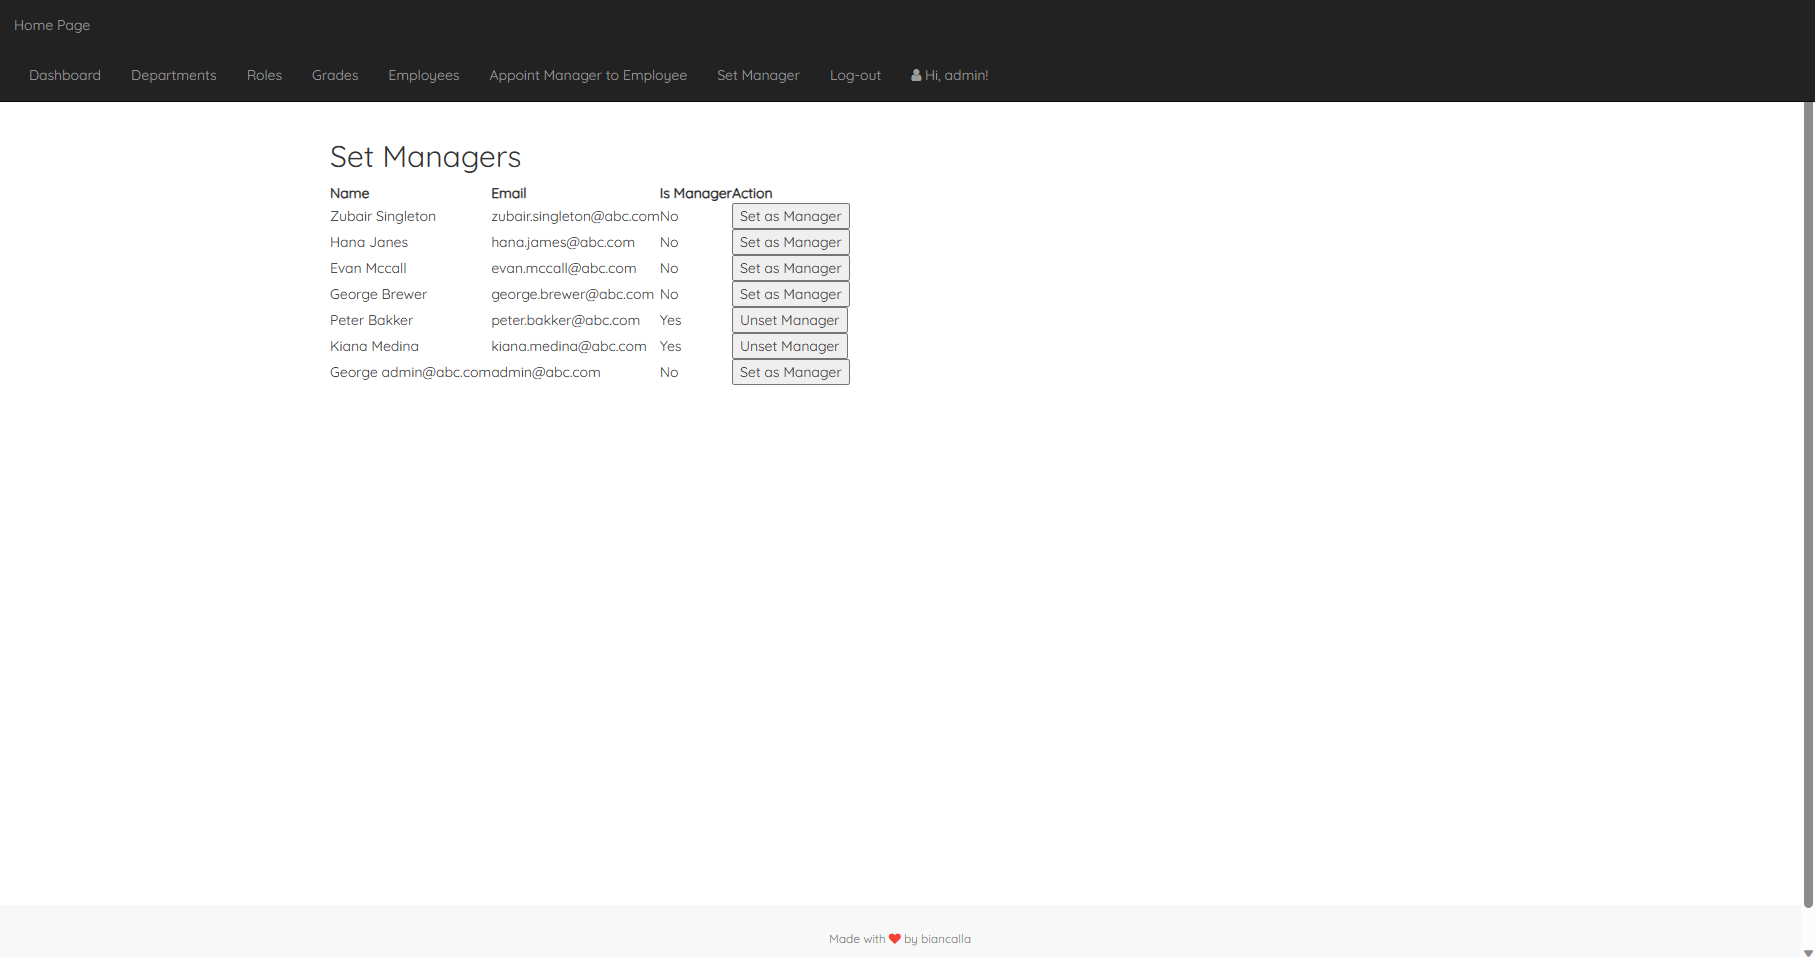 Home Page
Dashboard Departments Roles Grades Employees Appoint Manager to Employee Set Manager Log-out Hi, admin!
Set Managers
Name Email Is Manager Action
Zubair Singleton zubair.singleton@abc.com No Set as Manager
Hana Janes hana.james@abc.com No Set as Manager
Evan Mccall evan.mccall@abc.com No Set as Manager
George Brewer george.brewer@abc.com No Set as Manager
Peter Bakker peter.bakker@abc.com Yes Unset Manager
Kiana Medina kiana.medina@abc.com Yes Unset Manager
George admin@abc.com admin@abc.com No Set as Manager
Made with ❤ by biancalla